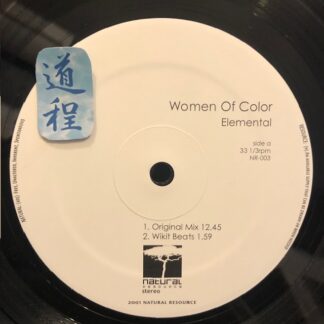 道
程
Women Of Color
Elemental
side a
33 1/3rpm
NR-003
1. Original Mix 12.45
2. Wikit Beats 1.59
natural
resource
stereo
2001 NATURAL RESOURCE